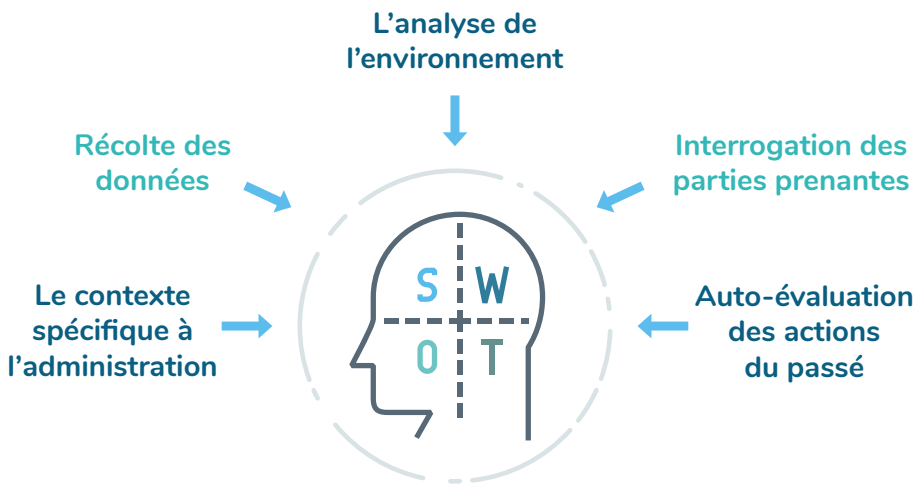 L’analyse de
l’environnement
Récolte des
données
Interrogation des
parties prenantes
Le contexte
spécifique à
l’administration
S W
O T
Auto-évaluation
des actions
du passé